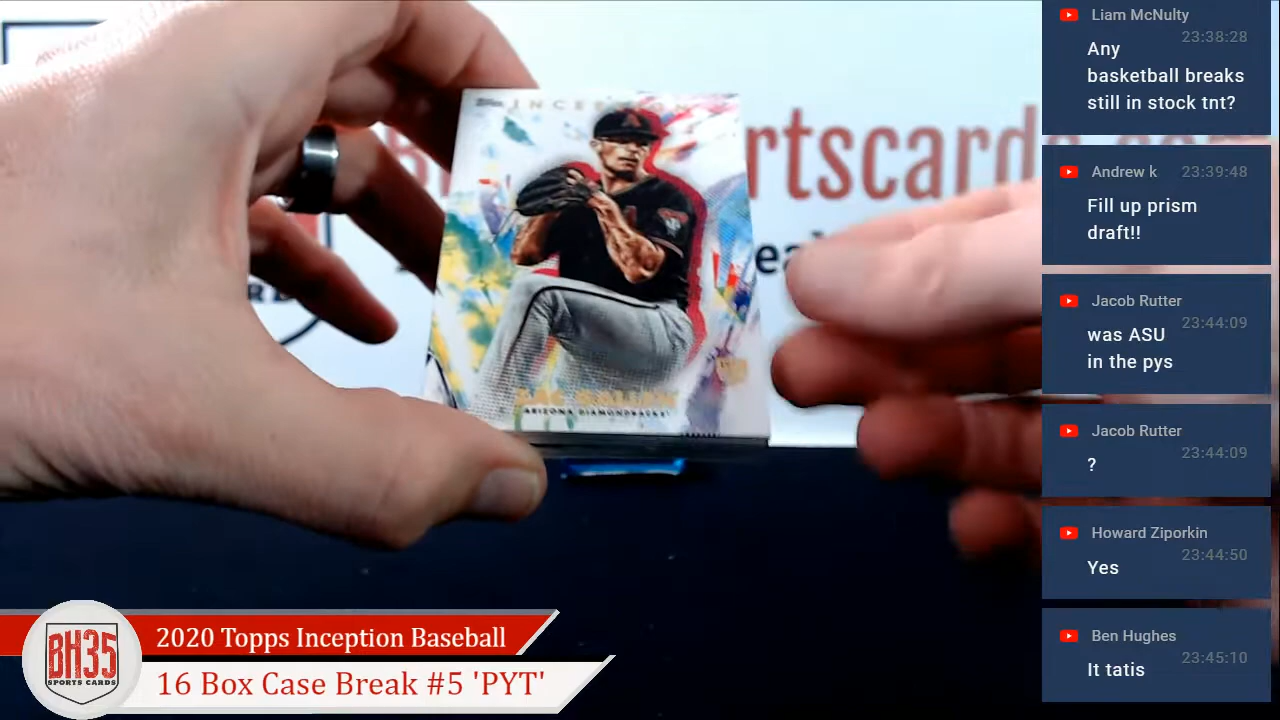 INCEPTION
ZAC GALLEN
ARIZONA DIAMONDBACKS
rtscard
ea
2020 Topps Inception Baseball
16 Box Case Break #5 'PYT'
BH35
SPORTS CARDS
Liam McNulty
23:38:28
Any
basketball breaks
still in stock tnt?
Andrew k 23:39:48
Fill up prism
draft!!
Jacob Rutter
23:44:09
was ASU
in the pys
Jacob Rutter
23:44:09
?
Howard Ziporkin
23:44:50
Yes
Ben Hughes
23:45:10
It tatis